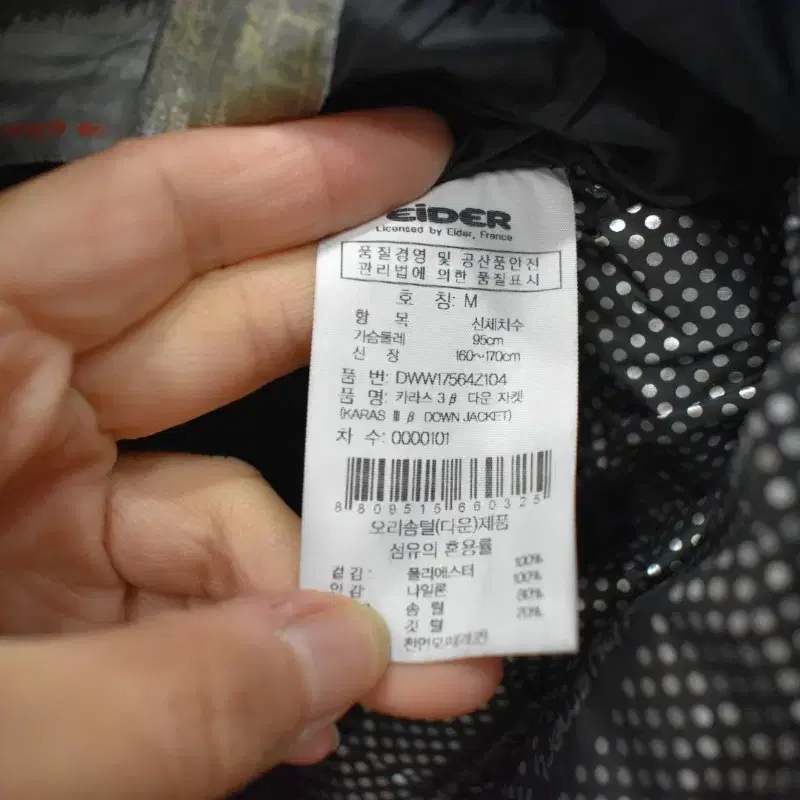 EiDER
Licensed by Eider, France
품질경영 및 공산품안전
관리법에 의한 품질표시
호 칭: M
항 목 신체치수
가슴둘레 95cm
신 장 160~170cm
품 번: DWW17564Z104
품 명: 카라스 3 β 다운 자켓
(KARAS Ⅲ β DOWN JACKET)
차 수: 0000101
8 809515 660325
오리솜털(다운)제품
섬유의 혼용률
겉감: 폴리에스터 100%
안감 나일론 100%
솜 털 80%
깃 털 20%